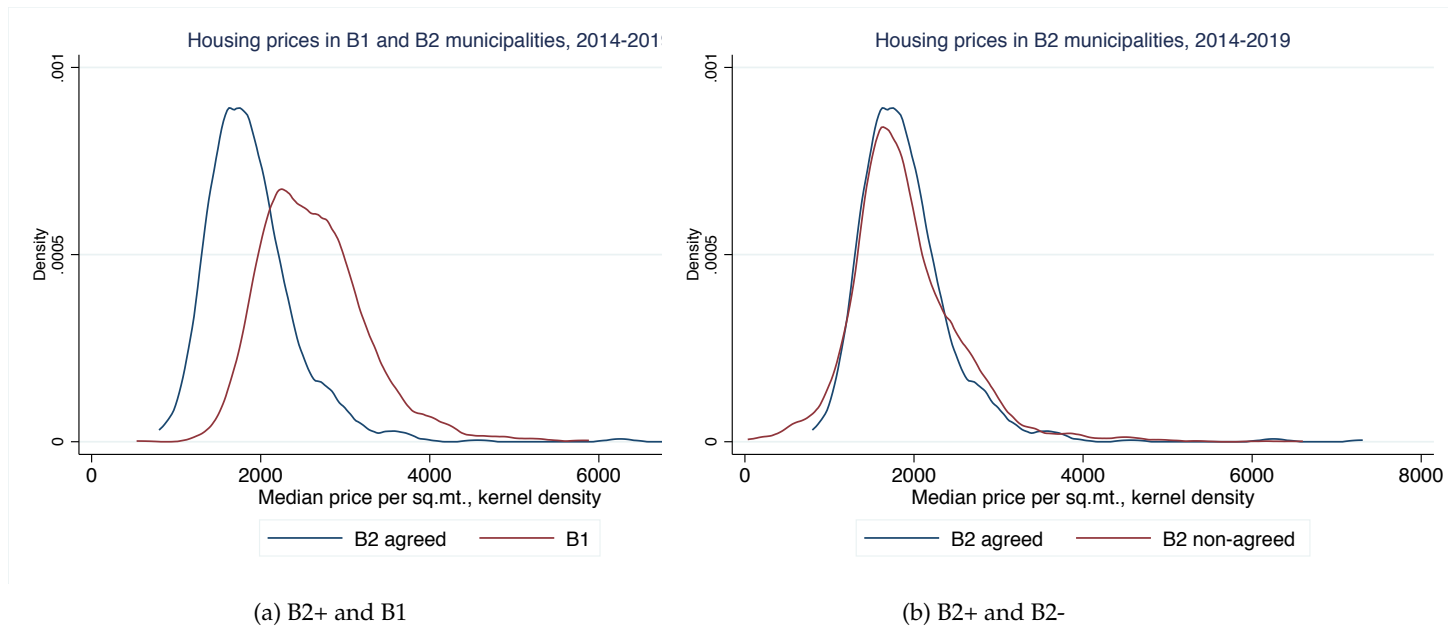 Housing prices in B1 and B2 municipalities, 2014-201
.001
.0005
0
Density
0 2000 4000 6000
Median price per sq.mt., kernel density
B2 agreed B1
(a) B2+ and B1
Housing prices in B2 municipalities, 2014-2019
.001
.0005
0
Density
0 2000 4000 6000 8000
Median price per sq.mt., kernel density
B2 agreed B2 non-agreed
(b) B2+ and B2-